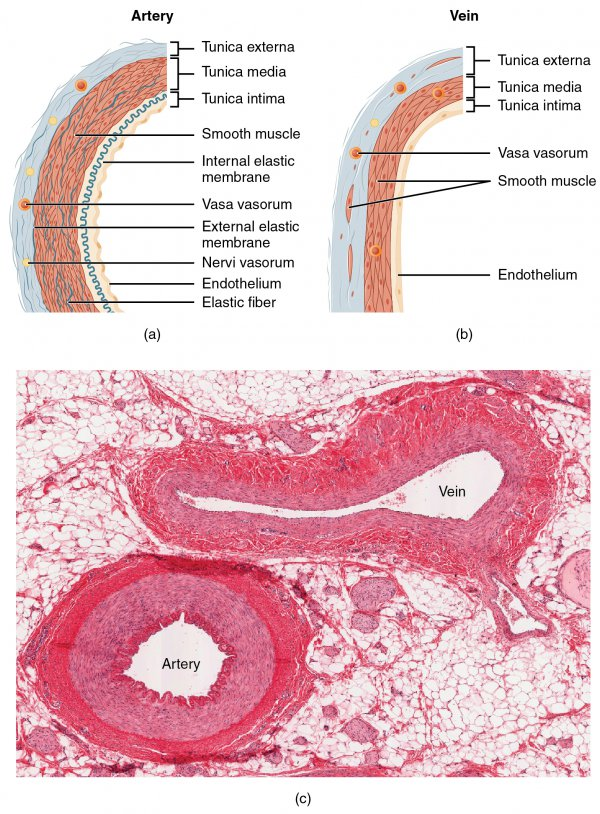 Artery
Tunica externa
Tunica media
Tunica intima
Smooth muscle
Internal elastic
membrane
Vasa vasorum
External elastic
membrane
Nervi vasorum
Endothelium
Elastic fiber
(a)
Vein
Tunica externa
Tunica media
Tunica intima
Vasa vasorum
Smooth muscle
Endothelium
(b)
Vein
Artery
(c)